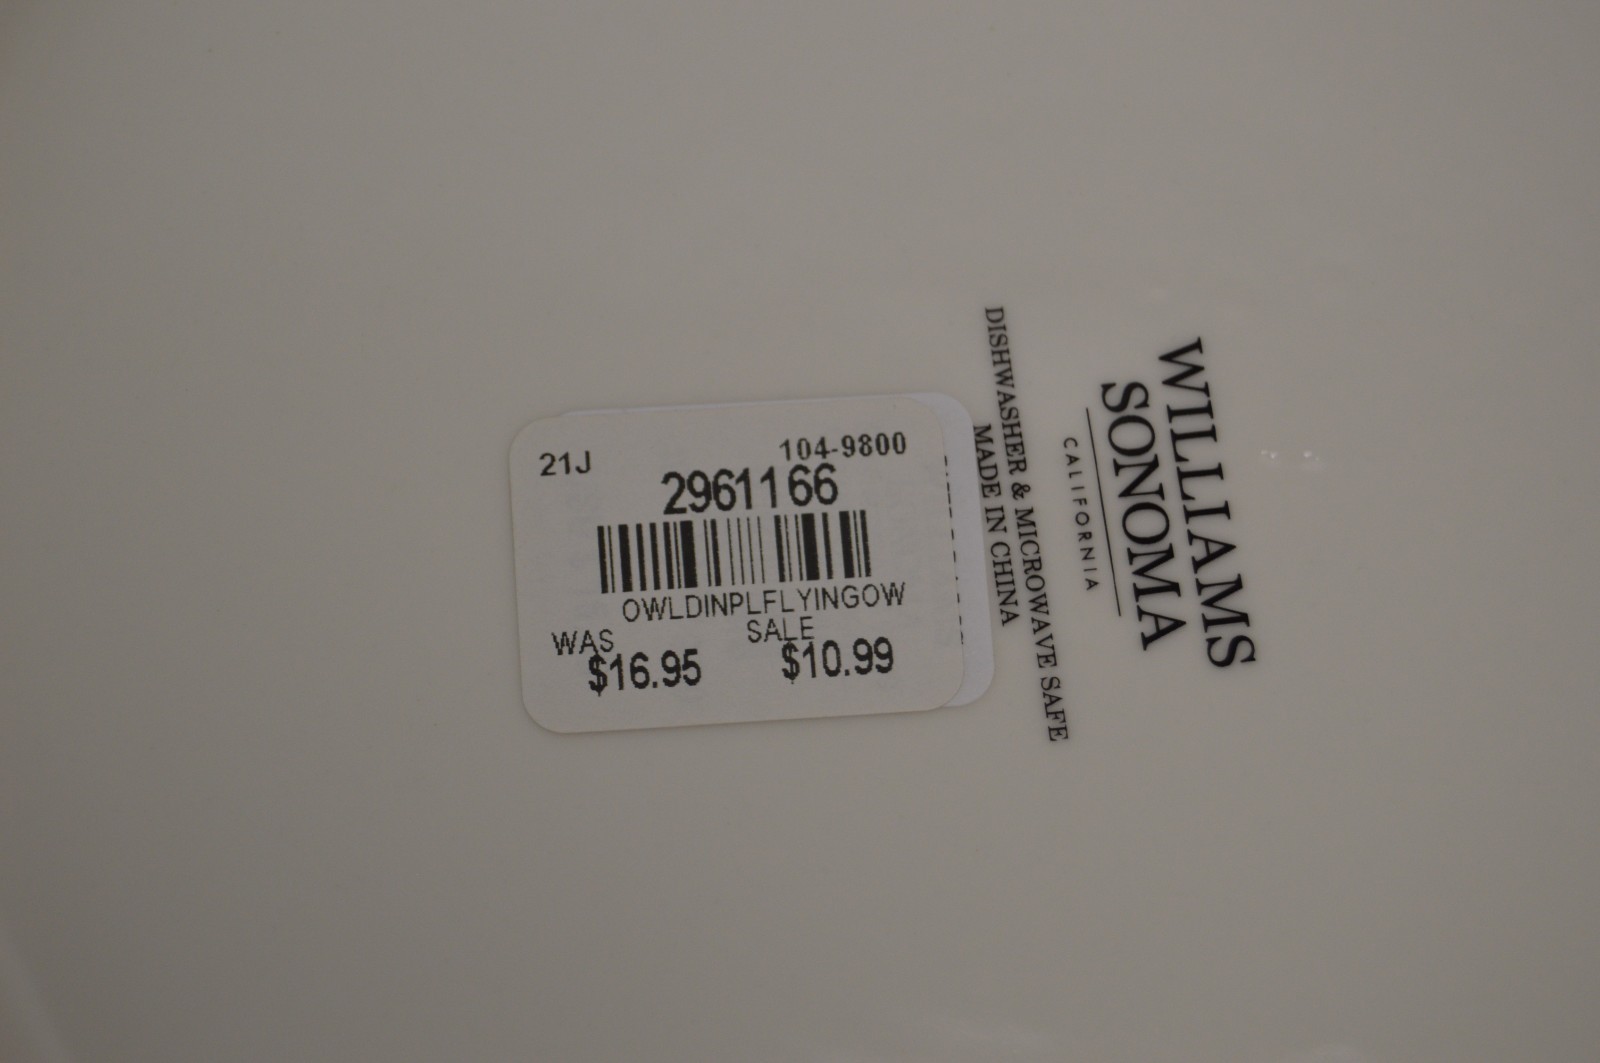 21J 104-9800
2961166
OWLDINPLFLYINGOW
WAS SALE
$16.95 $10.99
WILLIAMS
SONOMA
CALIFORNIA
DISHWASHER & MICROWAVE SAFE
MADE IN CHINA